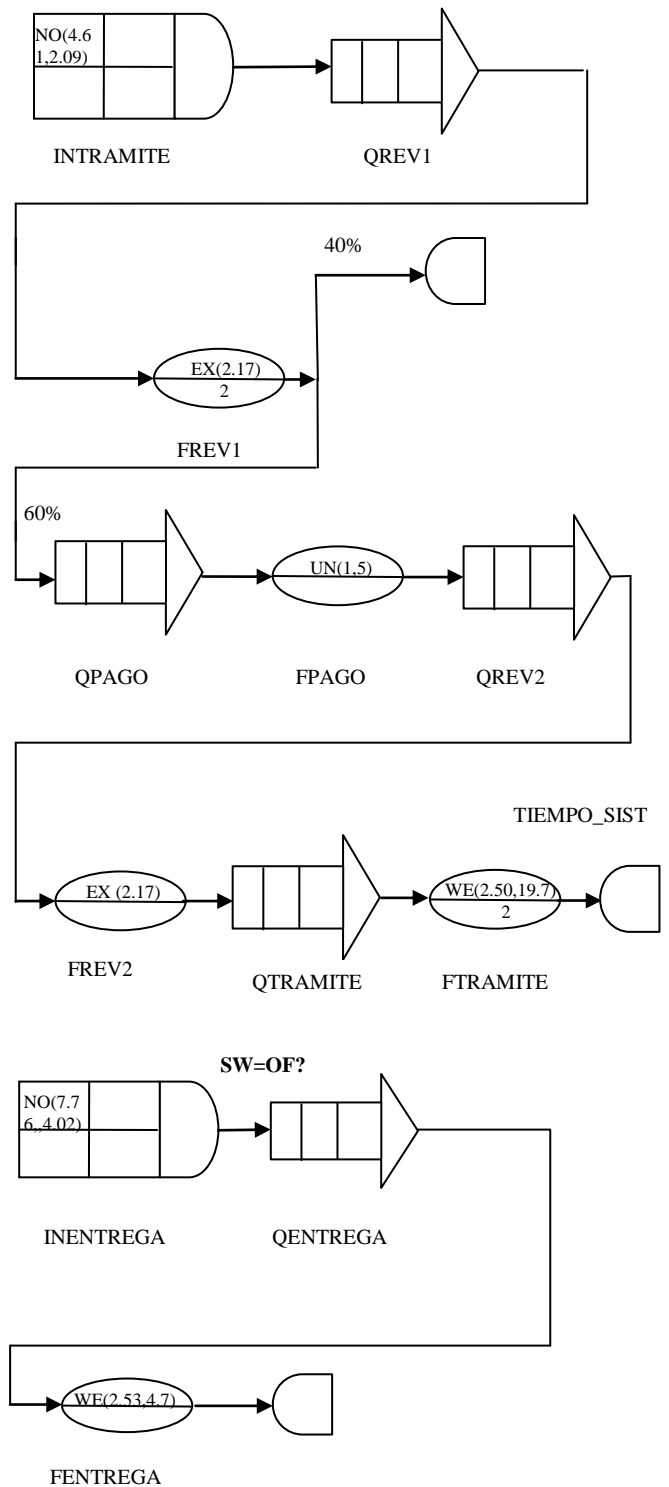 NO(4.6
1,2.09)
INTRAMITE
QREV1
40%
EX(2.17)
2
FREV1
60%
UN(1,5)
QPAGO
FPAGO
QREV2
TIEMPO_SIST
EX (2.17)
WE(2.50,19.7)
2
FREV2
QTRAMITE
FTRAMITE
SW=OF?
NO(7.7
6,,4.02)
INENTREGA
QENTREGA
WE(2.53,4.7)
FENTREGA